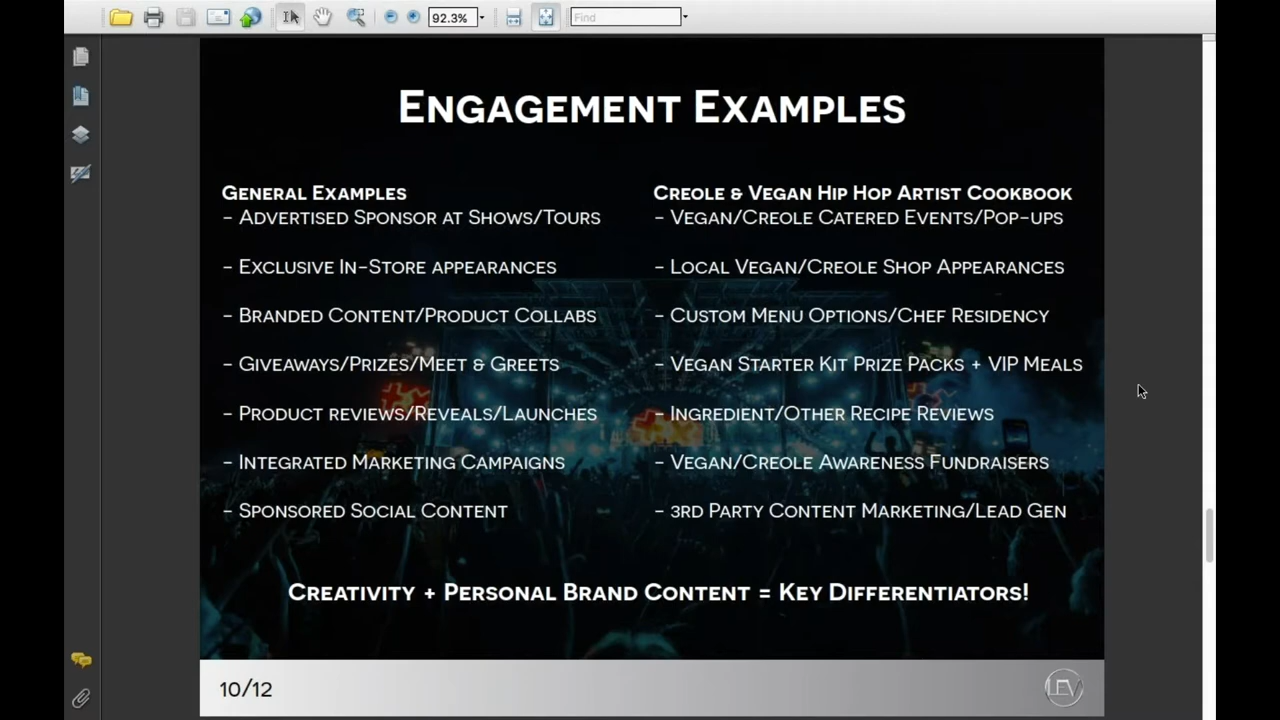 92.3%
Find
Engagement Examples
General Examples
- Advertised Sponsor at Shows/Tours
- Exclusive In-Store appearances
- Branded Content/Product Collabs
- Giveaways/Prizes/Meet & Greets
- Product reviews/Reveals/Launches
- Integrated Marketing Campaigns
- Sponsored Social Content
Creole & Vegan Hip Hop Artist Cookbook
- Vegan/Creole Catered Events/Pop-ups
- Local Vegan/Creole Shop Appearances
- Custom Menu Options/Chef Residency
- Vegan Starter Kit Prize Packs + VIP Meals
- Ingredient/Other Recipe Reviews
- Vegan/Creole Awareness Fundraisers
- 3rd Party Content Marketing/Lead Gen
Creativity + Personal Brand Content = Key Differentiators!
10/12
LEV